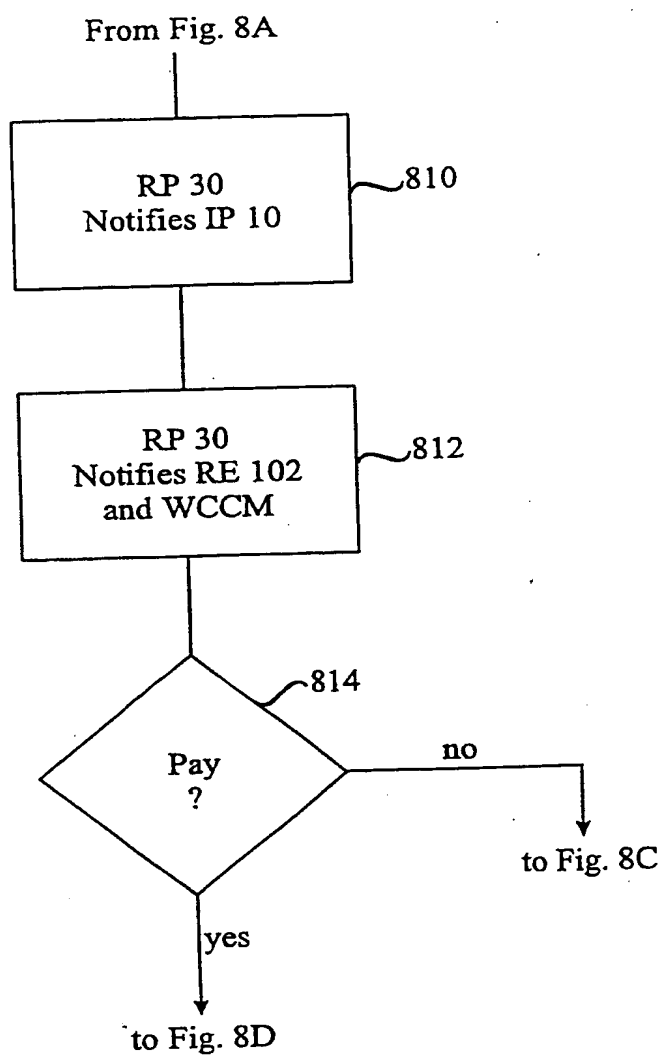 From Fig. 8A
RP 30
Notifies IP 10
810
RP 30
Notifies RE 102
and WCCM
812
814
Pay
?
no
to Fig. 8C
yes
to Fig. 8D